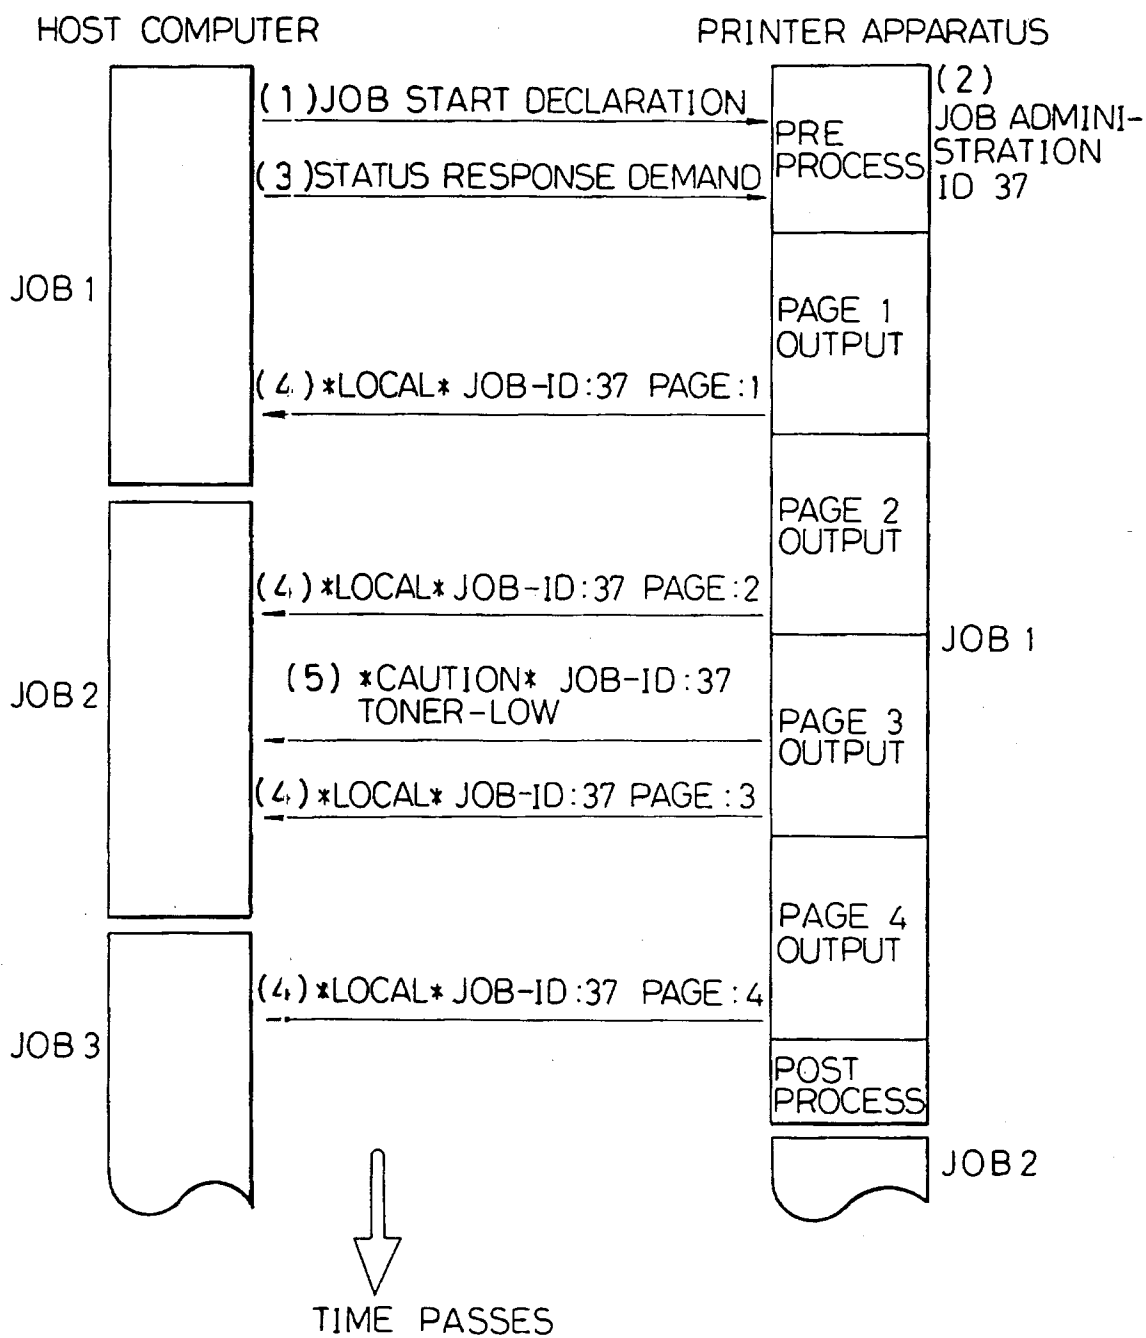 HOST COMPUTER
PRINTER APPARATUS
(1) JOB START DECLARATION
(2)
JOB ADMINI-
STRATION
ID 37
PRE
PROCESS
(3) STATUS RESPONSE DEMAND
JOB 1
PAGE 1
OUTPUT
(4) *LOCAL* JOB-ID:37 PAGE:1
PAGE 2
OUTPUT
(4) *LOCAL* JOB-ID:37 PAGE:2
JOB 1
JOB 2
(5) *CAUTION* JOB-ID:37
TONER-LOW
PAGE 3
OUTPUT
(4) *LOCAL* JOB-ID:37 PAGE:3
PAGE 4
OUTPUT
(4) *LOCAL* JOB-ID:37 PAGE:4
JOB 3
POST
PROCESS
JOB 2
TIME PASSES